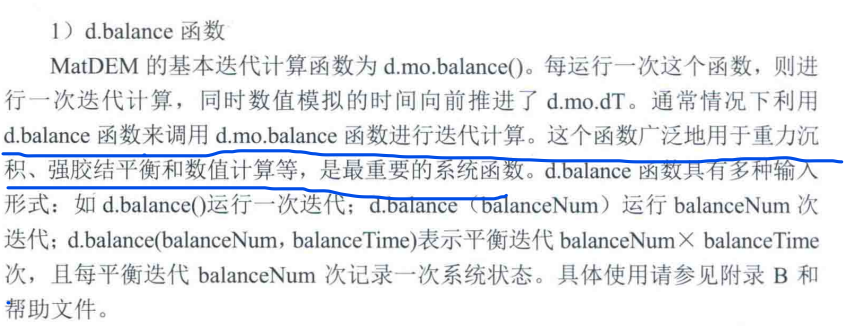 1）d.balance 函数
MatDEM 的基本迭代计算函数为 d.mo.balance()。每运行一次这个函数，则进
行一次迭代计算，同时数值模拟的时间向前推进了 d.mo.dT。通常情况下利用
d.balance 函数来调用 d.mo.balance 函数进行迭代计算。这个函数广泛地用于重力沉
积、强胶结平衡和数值计算等，是最重要的系统函数。d.balance 函数具有多种输入
形式：如 d.balance()运行一次迭代；d.balance（balanceNum）运行 balanceNum 次
迭代；d.balance(balanceNum，balanceTime)表示平衡迭代 balanceNum× balanceTime
次，且每平衡迭代 balanceNum 次记录一次系统状态。具体使用请参见附录 B 和
帮助文件。